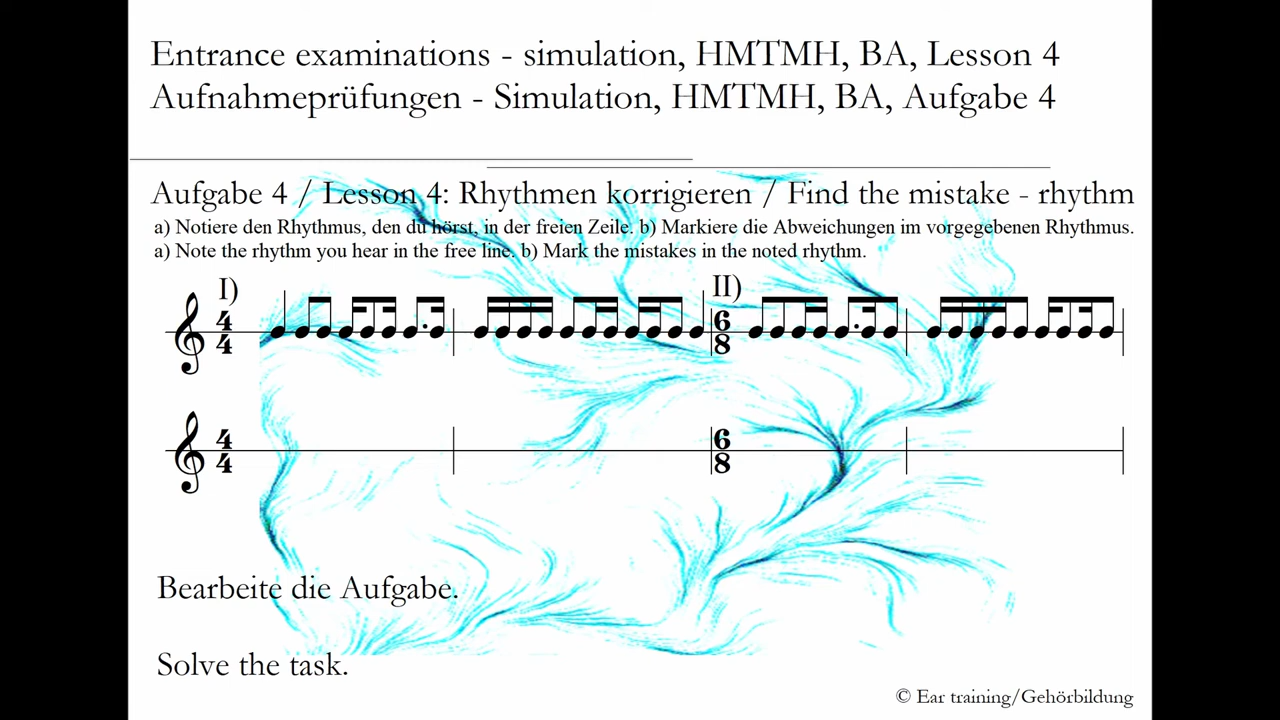 Entrance examinations - simulation, HMTMH, BA, Lesson 4
Aufnahmeprüfungen - Simulation, HMTMH, BA, Aufgabe 4
Aufgabe 4 / Lesson 4: Rhythmen korrigieren / Find the mistake - rhythm
a) Notiere den Rhythmus, den du hörst, in der freien Zeile. b) Markiere die Abweichungen im vorgegebenen Rhythmus.
a) Note the rhythm you hear in the free line. b) Mark the mistakes in the noted rhythm.
I) II)
4 6
4 8
4 6
4 8
Bearbeite die Aufgabe.
Solve the task.
© Ear training/Gehörbildung